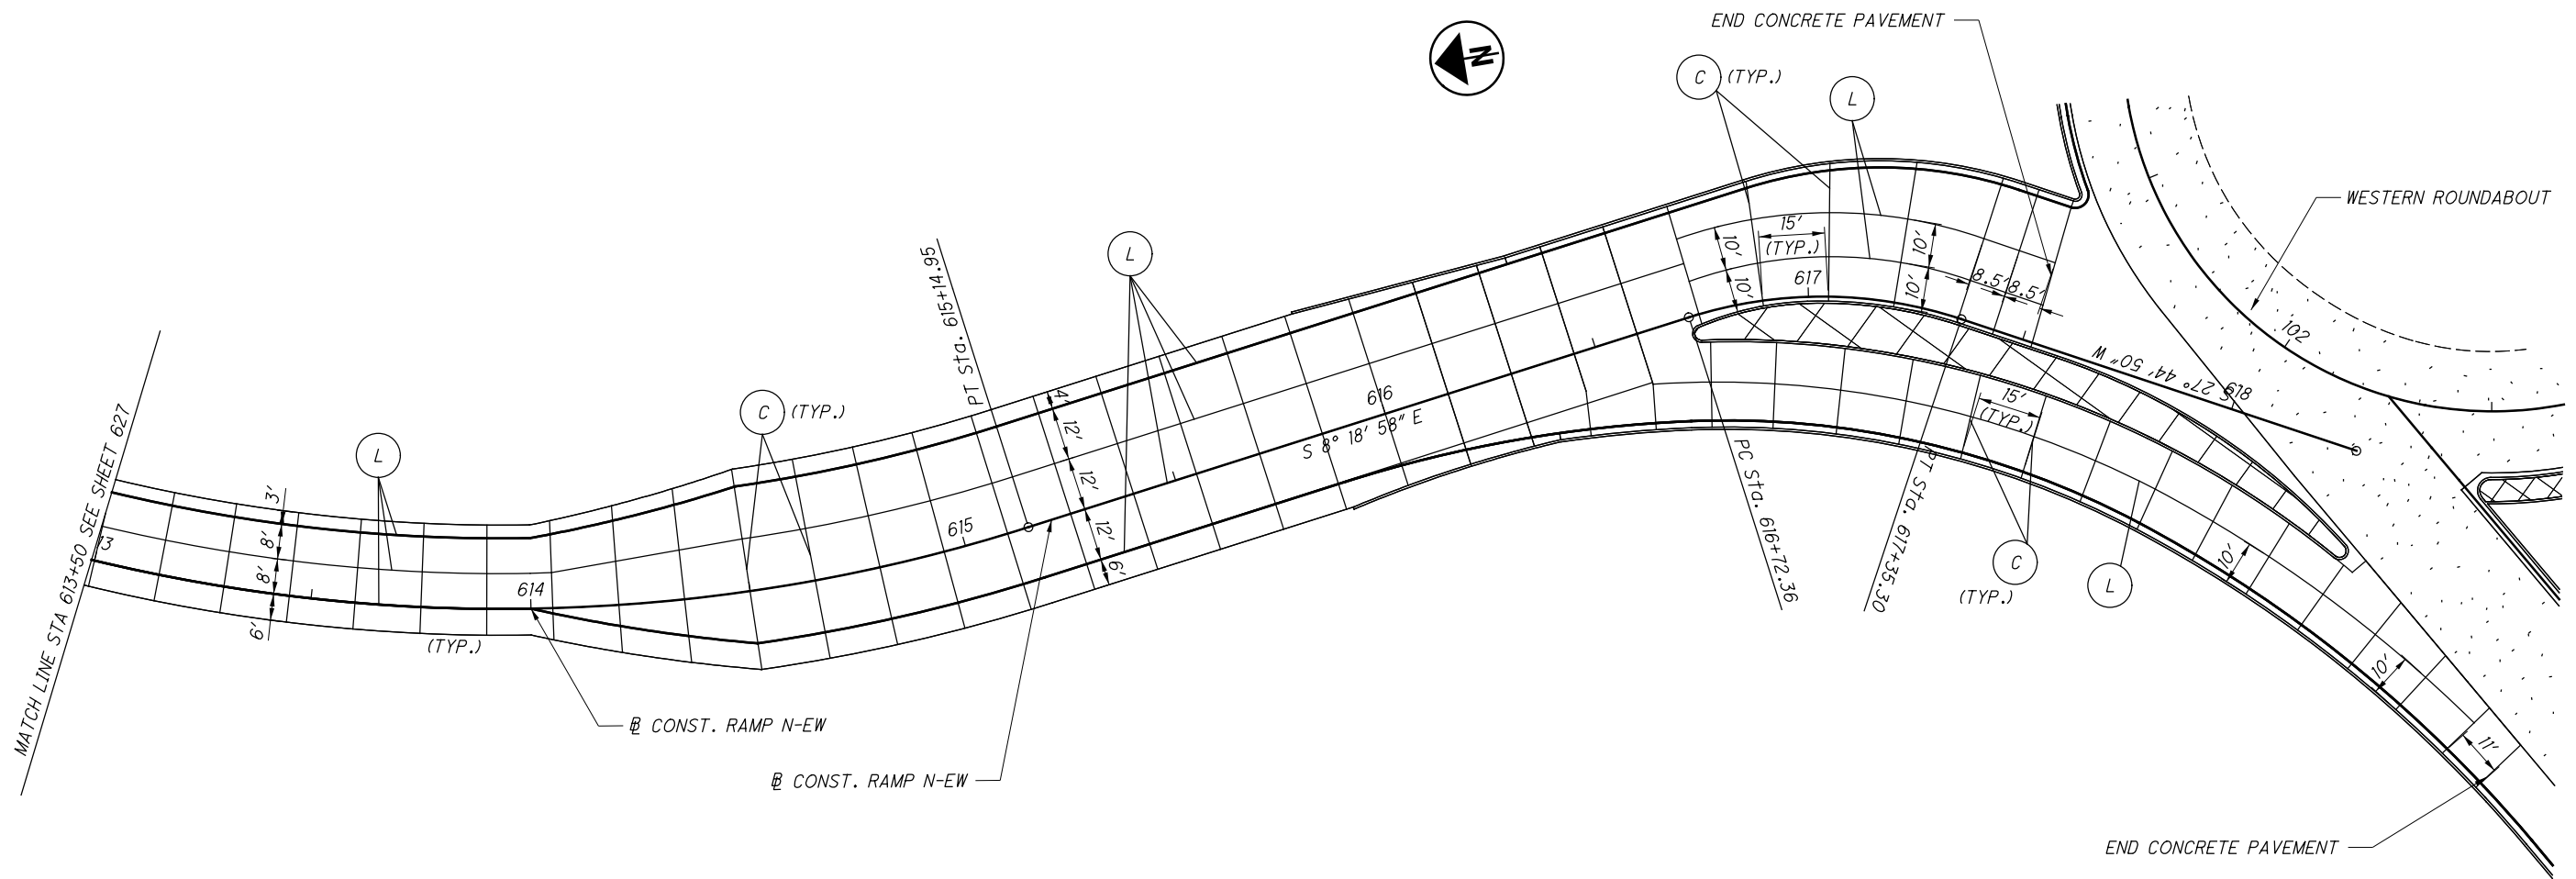 END CONCRETE PAVEMENT
N
C (TYP.)
L
WESTERN ROUNDABOUT
15'
(TYP.)
10'
10'
10'
10'
617
8.5'
8.5'
102
S 27° 44' 50" W
619
PT Sta. 615+14.95
L
4'
12'
12'
12'
6'
616
S 8° 18' 58" E
615
C (TYP.)
L
3'
8'
8'
6'
13
614
(TYP.)
MATCH LINE STA 613+50 SEE SHEET 627
CONST. RAMP N-EW
CONST. RAMP N-EW
PC Sta. 616+72.36
PT Sta. 617+35.30
15'
(TYP.)
C
(TYP.)
L
10'
10'
11'
END CONCRETE PAVEMENT